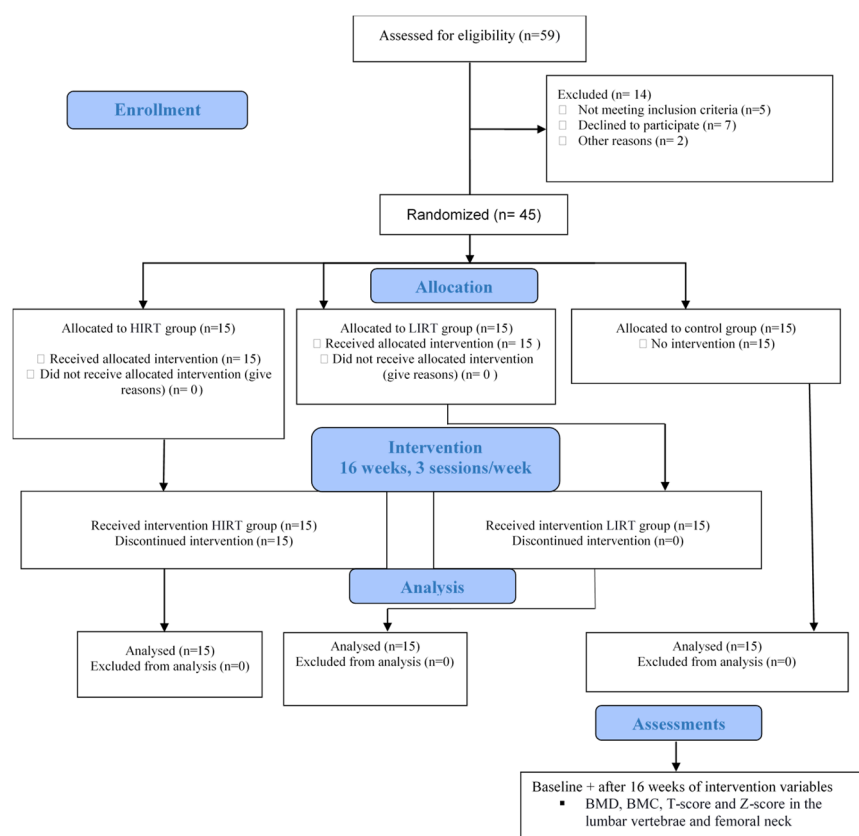 Assessed for eligibility (n=59)
Enrollment
Excluded (n= 14)
□ Not meeting inclusion criteria (n=5)
□ Declined to participate (n= 7)
□ Other reasons (n= 2)
Randomized (n= 45)
Allocation
Allocated to HIRT group (n=15)
□ Received allocated intervention (n= 15)
□ Did not receive allocated intervention (give
reasons) (n= 0)
Allocated to LIRT group (n=15)
□ Received allocated intervention (n= 15 )
□ Did not receive allocated intervention
(give reasons) (n= 0 )
Allocated to control group (n=15)
□ No intervention (n=15)
Intervention
16 weeks, 3 sessions/week
Received intervention HIRT group (n=15)
Discontinued intervention (n=15)
Received intervention LIRT group (n=15)
Discontinued intervention (n=0)
Analysis
Analysed (n=15)
Excluded from analysis (n=0)
Analysed (n=15)
Excluded from analysis (n=0)
Analysed (n=15)
Excluded from analysis (n=0)
Assessments
Baseline + after 16 weeks of intervention variables
▪ BMD, BMC, T-score and Z-score in the
lumbar vertebrae and femoral neck